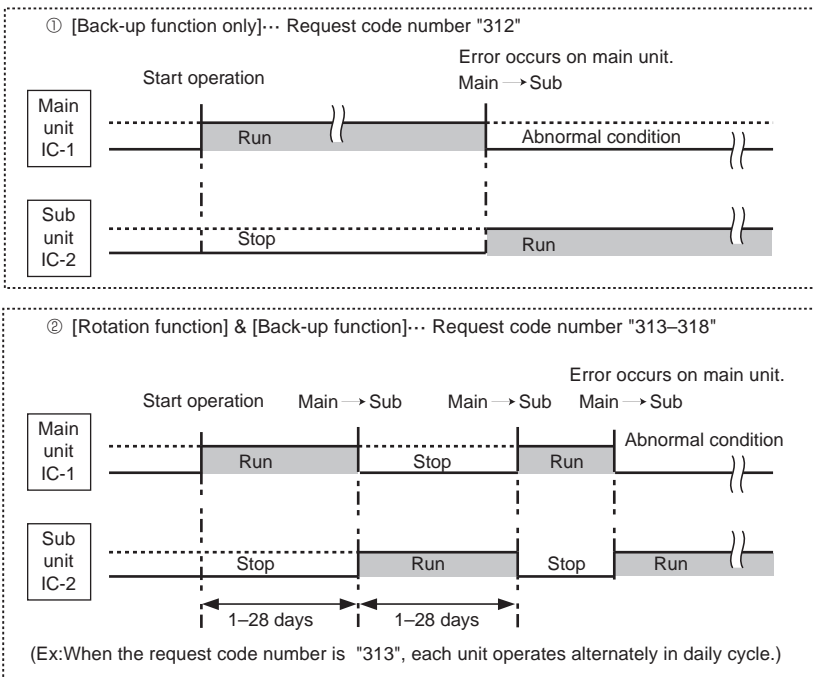 ① [Back-up function only]··· Request code number "312"
Error occurs on main unit.
Start operation
Main → Sub
Main
unit
IC-1
Run
Abnormal condition
Sub
unit
IC-2
Stop
Run
② [Rotation function] & [Back-up function]··· Request code number "313–318"
Error occurs on main unit.
Start operation Main → Sub Main → Sub Main → Sub
Main
unit
IC-1
Run Stop Run Abnormal condition
Sub
unit
IC-2
Stop Run Stop Run
1–28 days 1–28 days
(Ex:When the request code number is "313", each unit operates alternately in daily cycle.)